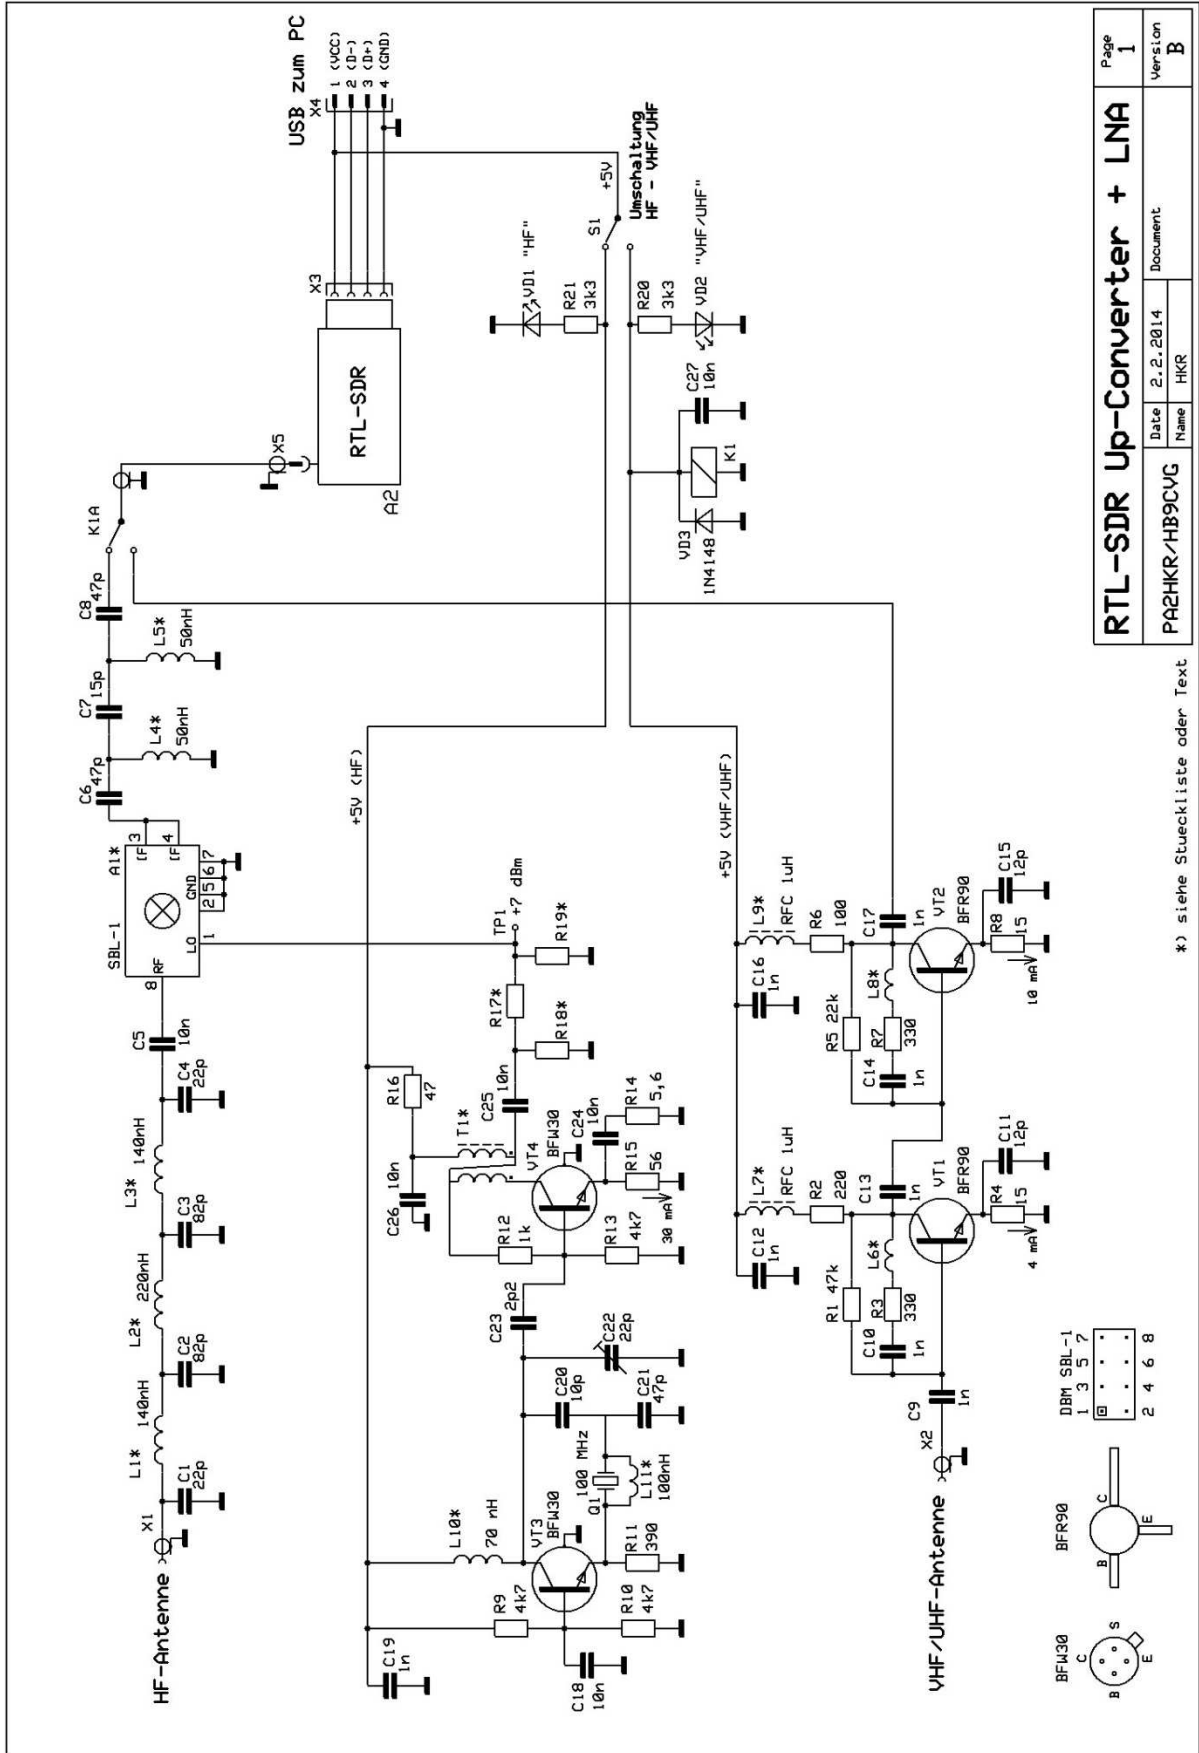 HF-Antenne
X1
C1
22p
L1*
140nH
C2
82p
L2*
220nH
C3
82p
L3*
140nH
C4
22p
C5
10n
SBL-1
A1*
8
RF
LO
1
IF
3
IF
4
GND
2
5
6
7
C6
47p
L4*
50nH
C7
15p
L5*
50nH
C8
47p
K1A
X5
RTL-SDR
A2
X3
X4
USB zum PC
1 (VCC)
2 (D-)
3 (D+)
4 (GND)
+5V
S1
Umschaltung
HF - VHF/UHF
VD1 "HF"
R21
3k3
R20
3k3
VD2 "VHF/UHF"
C27
10n
K1
VD3
1N4148
+5V (HF)
C19
1n
R9
4k7
C18
10n
R10
4k7
L10*
70 nH
VT3
BFW30
R11
390
Q1
100 MHz
L11*
100nH
C20
10p
C21
47p
C22
22p
C23
2p2
R12
1k
R13
4k7
C26
10n
R16
47
T1*
VT4
BFW30
C24
10n
R15
56
30 mA
R14
5,6
C25
10n
R18*
R17*
R19*
TP1
+7 dBm
+5V (VHF/UHF)
VHF/UHF-Antenne
X2
C9
1n
C10
1n
R1
47k
R3
330
L6*
C12
1n
L7*
RFC 1uH
R2
220
C13
1n
VT1
BFR90
R4
15
4 mA
C11
12p
C14
1n
R5
22k
R7
330
L8*
C16
1n
L9*
RFC 1uH
R6
100
C17
1n
VT2
BFR90
R8
15
10 mA
C15
12p
BFW30
C
B
S
E
BFR90
B
C
E
DBM SBL-1
1 3 5 7
2 4 6 8
*) siehe Stueckliste oder Text
RTL-SDR Up-Converter + LNA
Page
1
PA2HKR/HB9CVG
Date
2.2.2014
Name
HKR
Document
Version
B